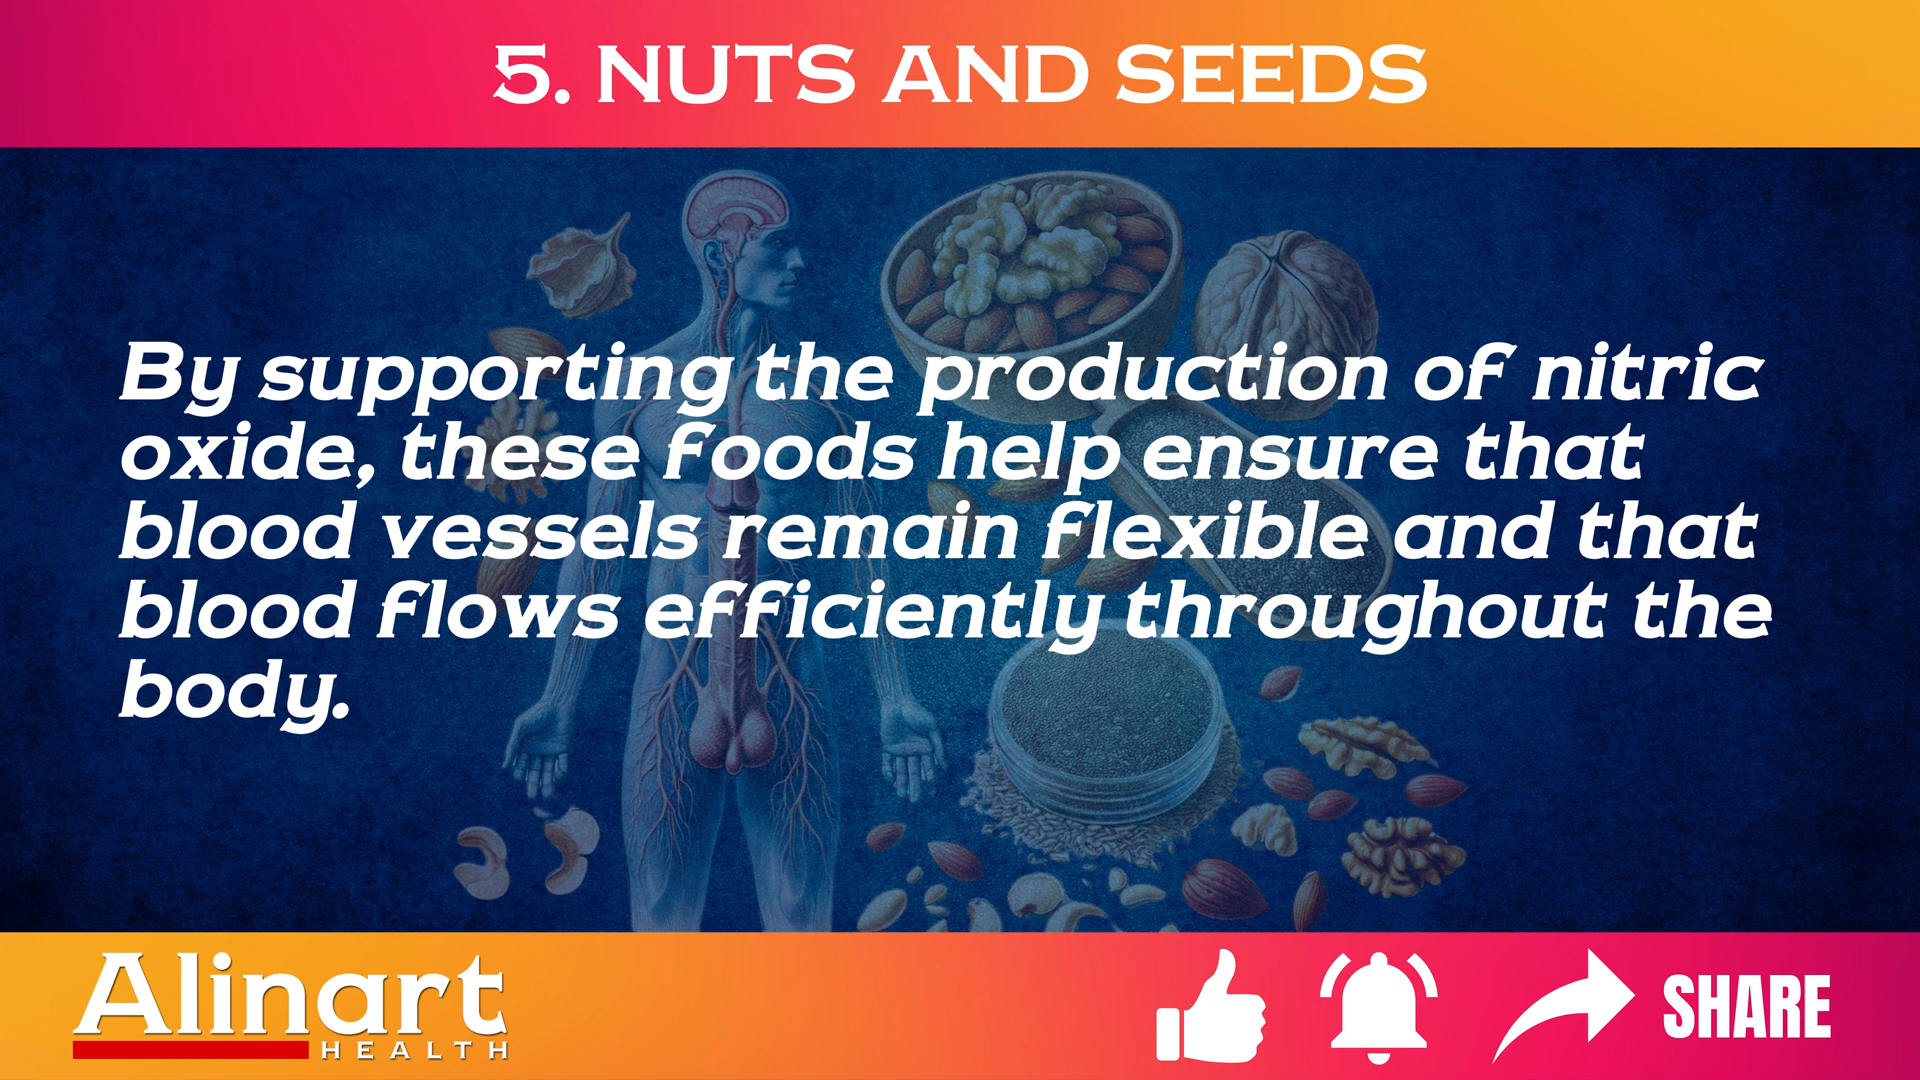 5. NUTS AND SEEDS
By supporting the production of nitric
oxide, these foods help ensure that
blood vessels remain flexible and that
blood flows efficiently throughout the
body.
Alinart
HEALTH
SHARE